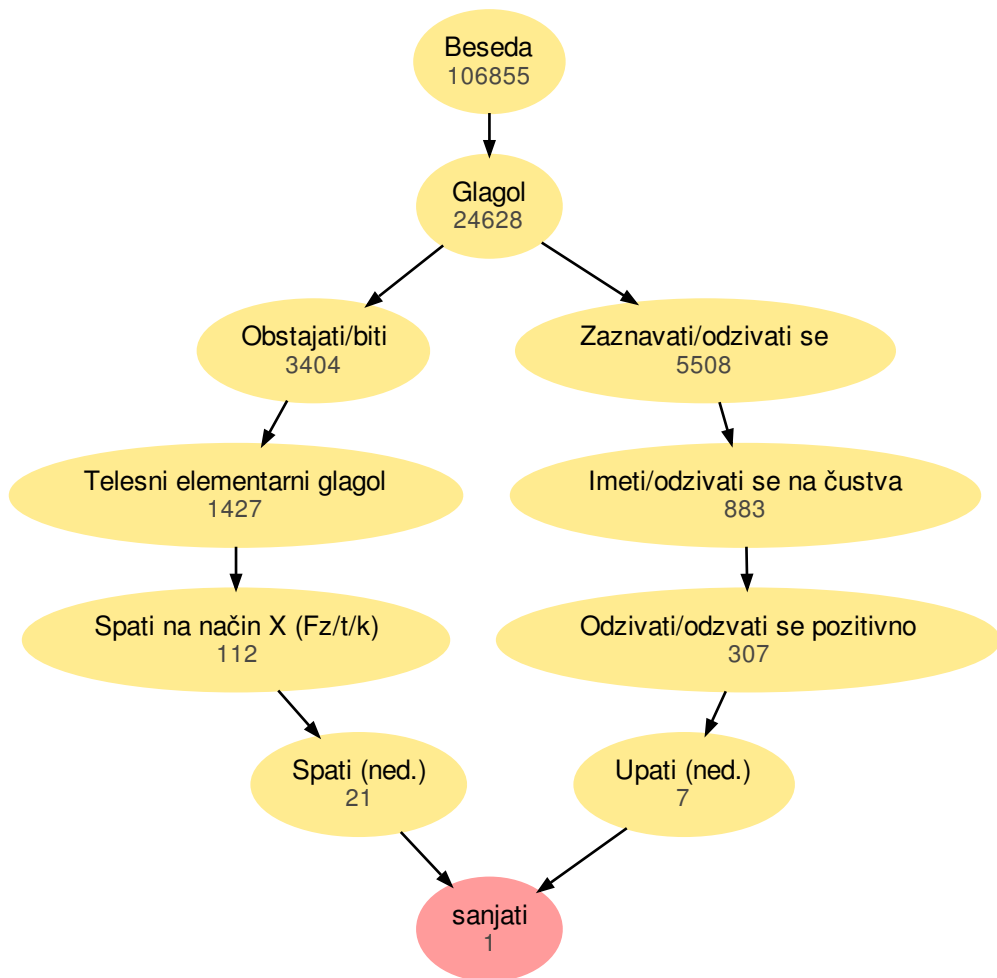 Beseda
106855
Glagol
24628
Obstajati/biti
3404
Zaznavati/odzivati se
5508
Telesni elementarni glagol
1427
Imeti/odzivati se na čustva
883
Spati na način X (Fz/t/k)
112
Odzivati/odzvati se pozitivno
307
Spati (ned.)
21
Upati (ned.)
7
sanjati
1